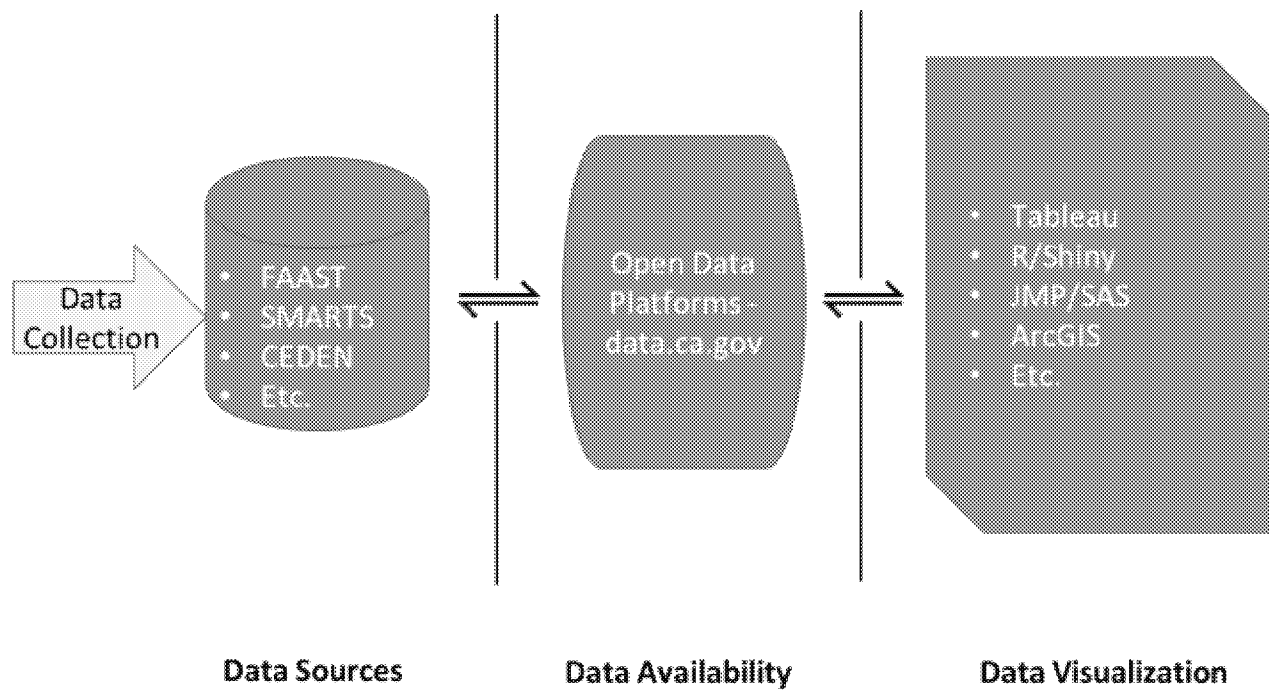 Data
Collection
• FAAST
• SMARTS
• CEDEN
• Etc.
Open Data
Platforms -
data.ca.gov
• Tableau
• R/Shiny
• JMP/SAS
• ArcGIS
• Etc.
Data Sources
Data Availability
Data Visualization